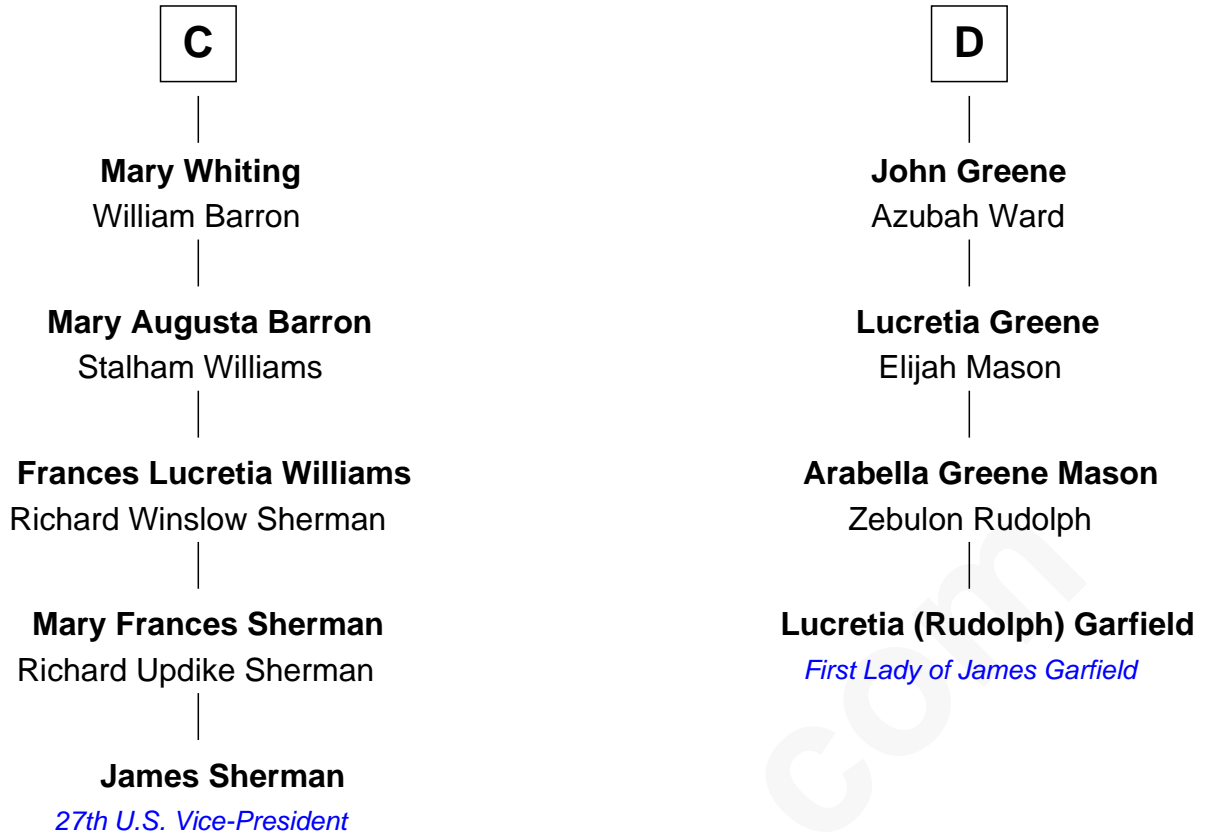 C
Mary Whiting
William Barron
Mary Augusta Barron
Stalham Williams
Frances Lucretia Williams
Richard Winslow Sherman
Mary Frances Sherman
Richard Updike Sherman
James Sherman
27th U.S. Vice-President
D
John Greene
Azubah Ward
Lucretia Greene
Elijah Mason
Arabella Greene Mason
Zebulon Rudolph
Lucretia (Rudolph) Garfield
First Lady of James Garfield
com